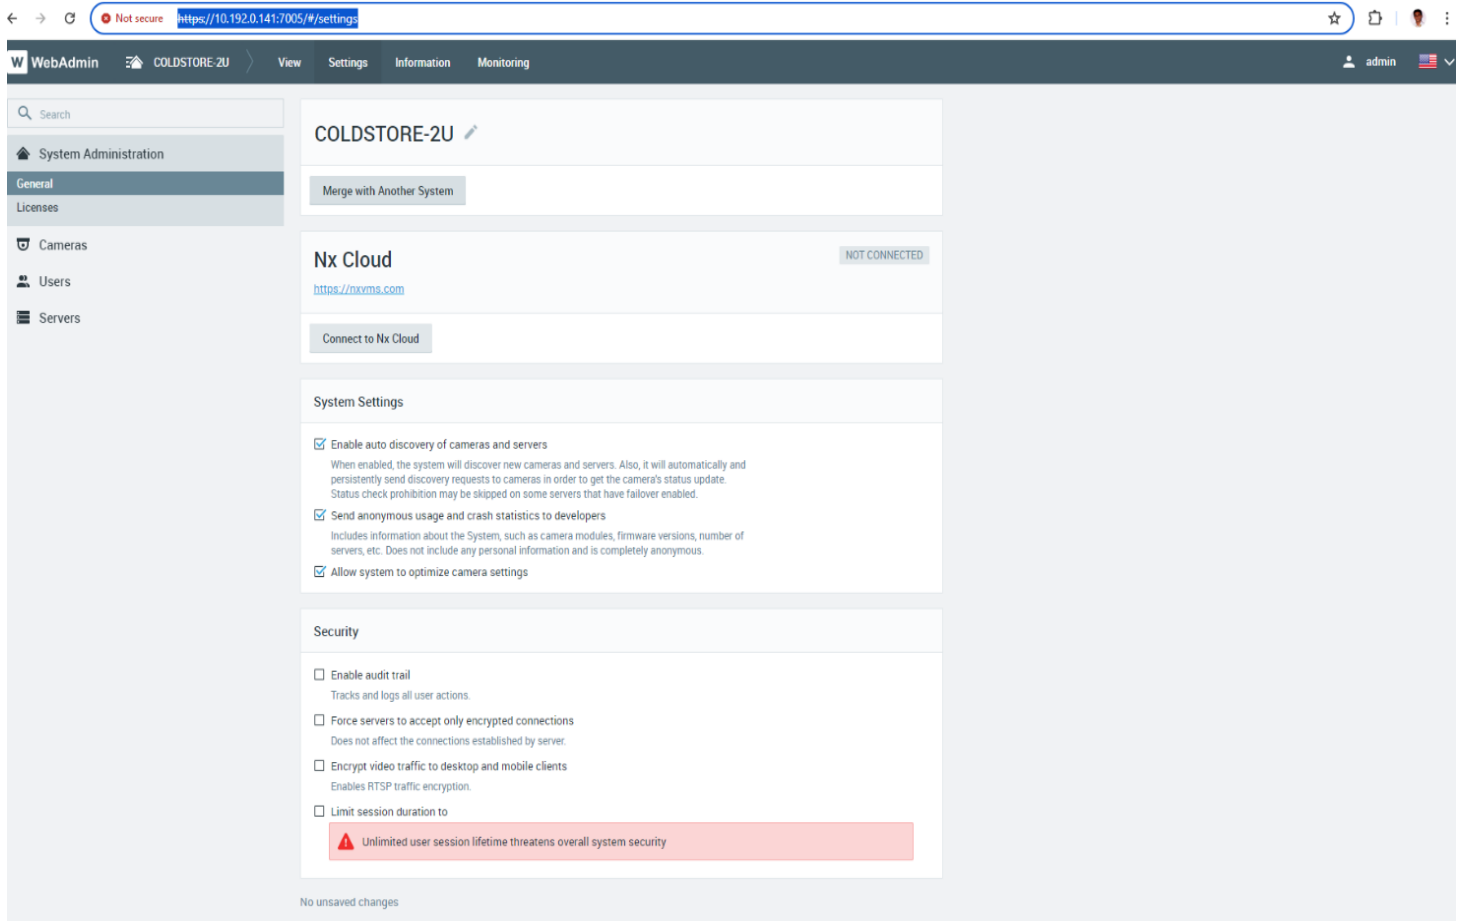 Not secure https://10.192.0.141:7005/#/settings
W WebAdmin COLDSTORE-2U View Settings Information Monitoring admin
Search
System Administration
General
Licenses
Cameras
Users
Servers
COLDSTORE-2U
Merge with Another System
Nx Cloud NOT CONNECTED
https://nxvms.com
Connect to Nx Cloud
System Settings
Enable auto discovery of cameras and servers
When enabled, the system will discover new cameras and servers. Also, it will automatically and
persistently send discovery requests to cameras in order to get the camera's status update.
Status check prohibition may be skipped on some servers that have failover enabled.
Send anonymous usage and crash statistics to developers
Includes information about the System, such as camera modules, firmware versions, number of
servers, etc. Does not include any personal information and is completely anonymous.
Allow system to optimize camera settings
Security
Enable audit trail
Tracks and logs all user actions.
Force servers to accept only encrypted connections
Does not affect the connections established by server.
Encrypt video traffic to desktop and mobile clients
Enables RTSP traffic encryption.
Limit session duration to
Unlimited user session lifetime threatens overall system security
No unsaved changes